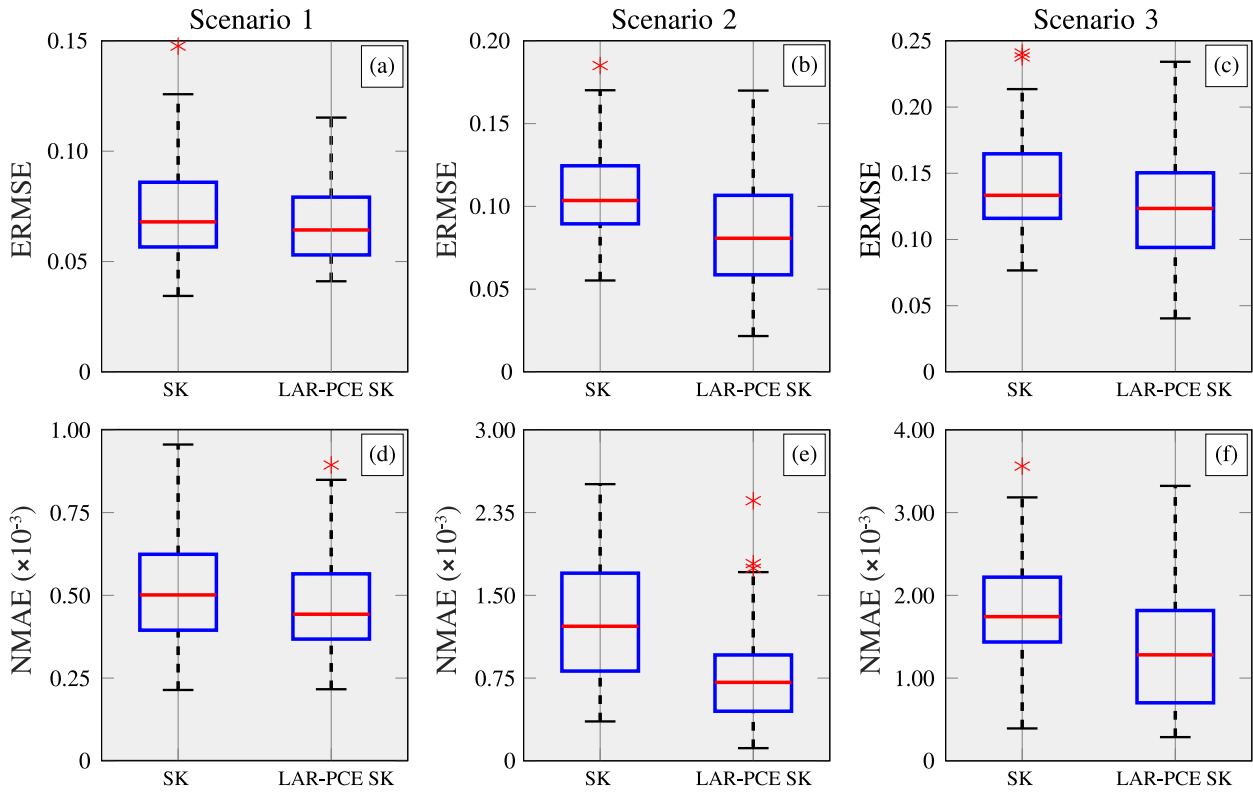 Scenario 1
Scenario 2
Scenario 3
ERMSE
0.15
0.10
0.05
0
(a)
SK
LAR-PCE SK
ERMSE
0.20
0.15
0.10
0.05
0
(b)
SK
LAR-PCE SK
ERMSE
0.25
0.20
0.15
0.10
0.05
0
(c)
SK
LAR-PCE SK
NMAE (×10⁻³)
1.00
0.75
0.50
0.25
0
(d)
SK
LAR-PCE SK
NMAE (×10⁻³)
3.00
2.35
1.50
0.75
0
(e)
SK
LAR-PCE SK
NMAE (×10⁻³)
4.00
3.00
2.00
1.00
0
(f)
SK
LAR-PCE SK